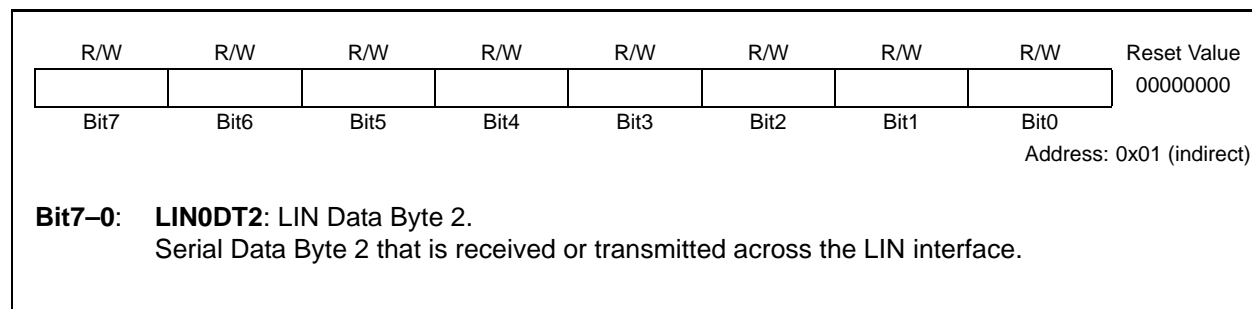 R/W R/W R/W R/W R/W R/W R/W R/W Reset Value
00000000
Bit7 Bit6 Bit5 Bit4 Bit3 Bit2 Bit1 Bit0
Address: 0x01 (indirect)
Bit7–0: LIN0DT2: LIN Data Byte 2.
Serial Data Byte 2 that is received or transmitted across the LIN interface.